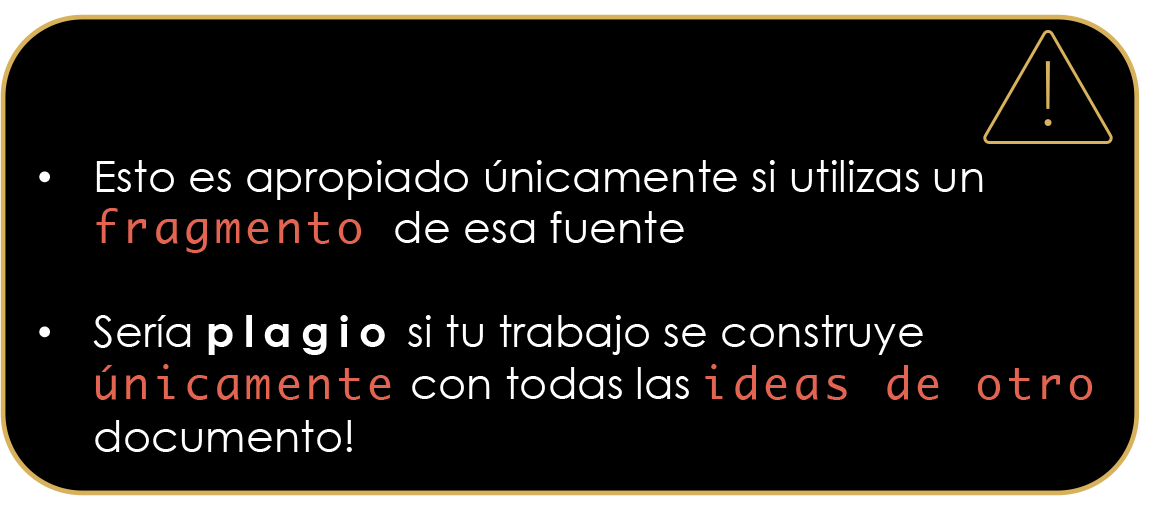 • Esto es apropiado únicamente si utilizas un
fragmento de esa fuente
• Sería plagio si tu trabajo se construye
únicamente con todas las ideas de otro
documento!